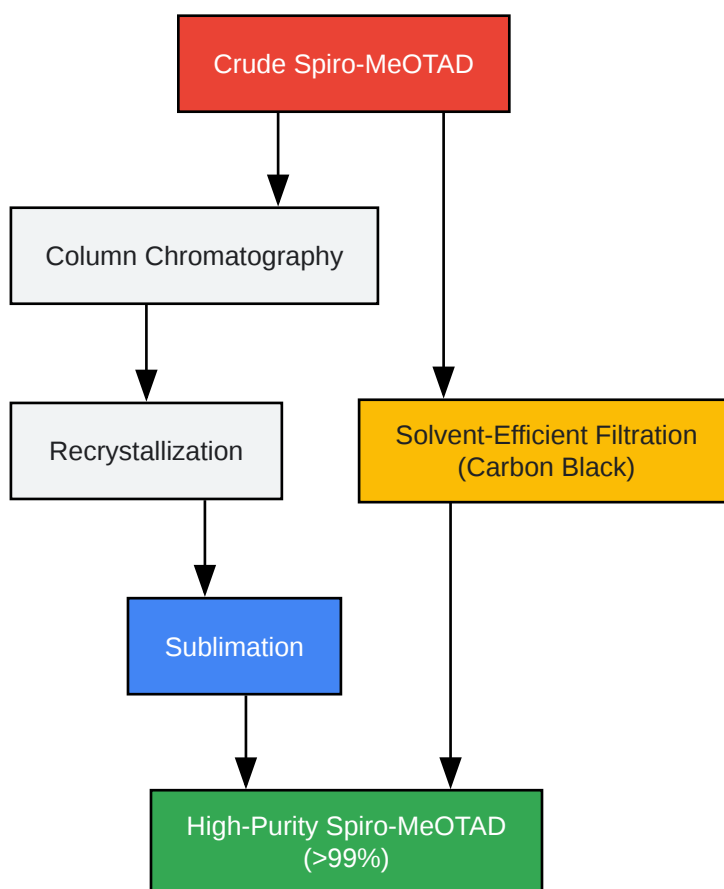 Crude Spiro-MeOTAD
Column Chromatography
Recrystallization
Solvent-Efficient Filtration
(Carbon Black)
Sublimation
High-Purity Spiro-MeOTAD
(>99%)